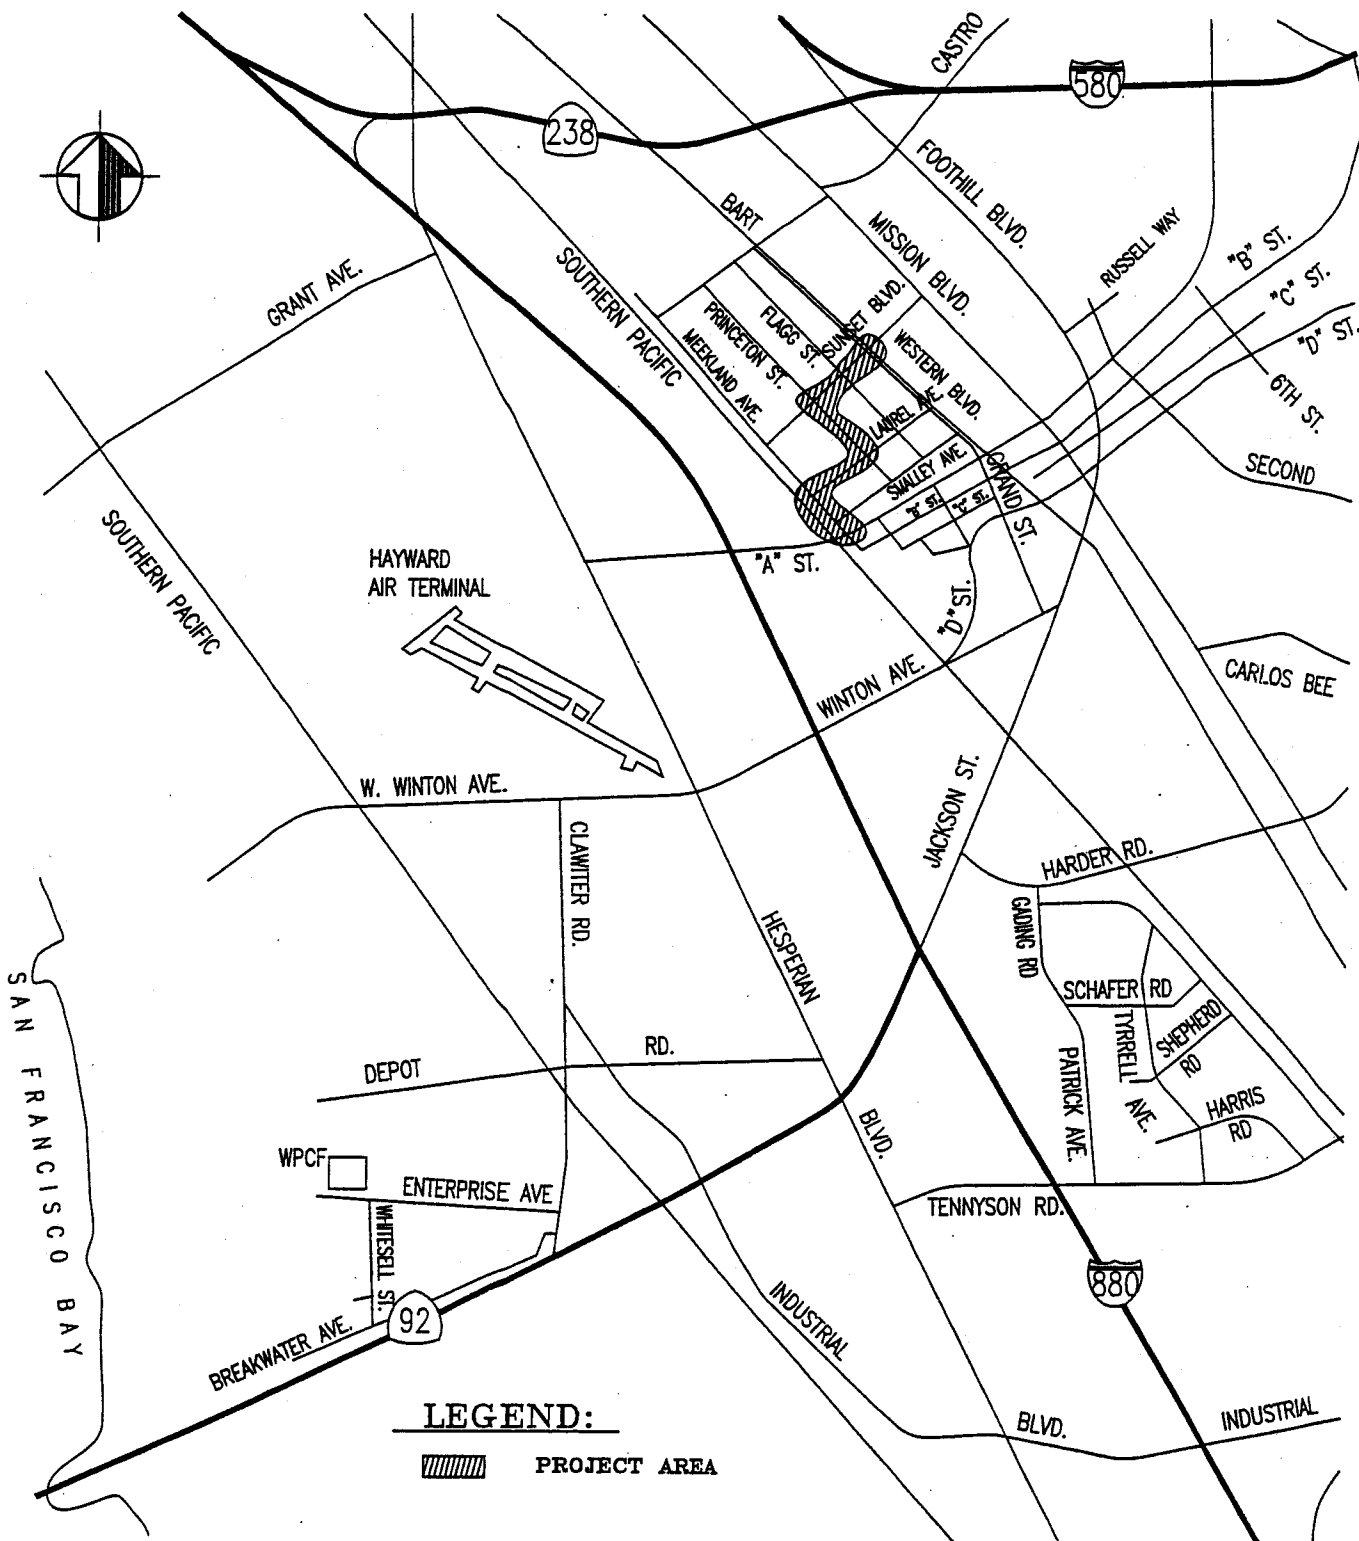 CASTRO
580
238
FOOTHILL BLVD.
BART
MISSION BLVD.
RUSSELL WAY
"B" ST.
"C" ST.
"D" ST.
GRANT AVE.
SOUTHERN PACIFIC
PRINCETON ST.
FLAGG ST.
SUNSET BLVD.
MEEKLAND AVE.
WESTERN BLVD.
LAUREL AVE.
6TH ST.
SMALLEY AVE.
GRAND ST.
SECOND
"B" ST.
"C" ST.
SOUTHERN PACIFIC
HAYWARD
AIR TERMINAL
"A" ST.
"D" ST.
WINTON AVE.
CARLOS BEE
W. WINTON AVE.
JACKSON ST.
CLAWITER RD.
HARDER RD.
HESPERIAN
GADING RD
SCHAFER RD
TYRRELL AVE.
SHEPHERD
RD
SAN FRANCISCO BAY
DEPOT
RD.
PATRICK AVE.
HARRIS
RD
BLVD.
WPCF
ENTERPRISE AVE
WHITESELL ST.
TENNYSON RD.
880
INDUSTRIAL
92
BREAKWATER AVE.
BLVD.
INDUSTRIAL
LEGEND:
PROJECT AREA